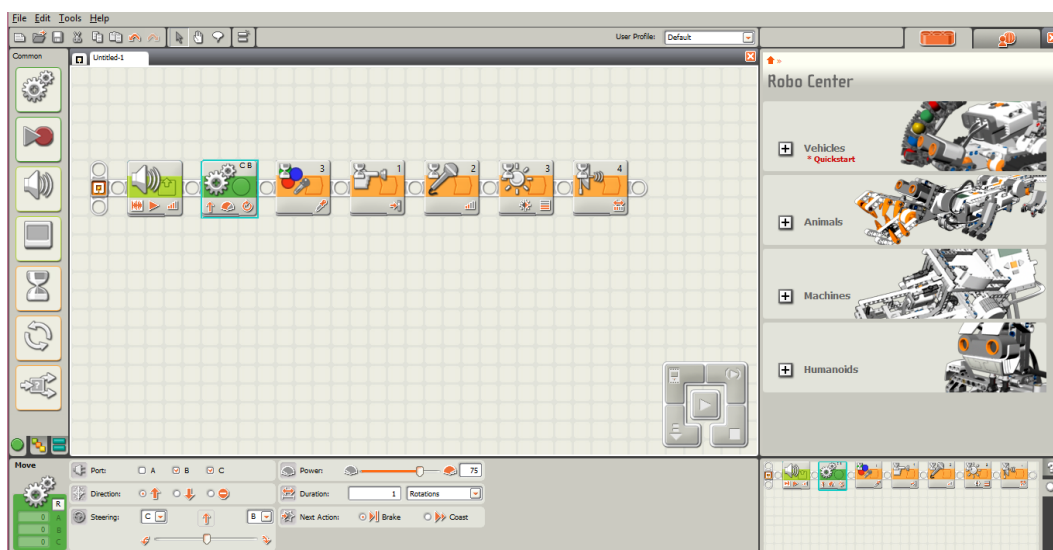 File Edit Tools Help
User Profile: Default
Common
Untitled-1
Robo Center
Vehicles
* Quickstart
Animals
Machines
Humanoids
C B
3
1
2
3
4
Move
Port: A B C
Power: 75
Direction:
Duration: 1 Rotations
R
Steering: C B
Next Action: Brake Coast
0 A
0 B
0 C